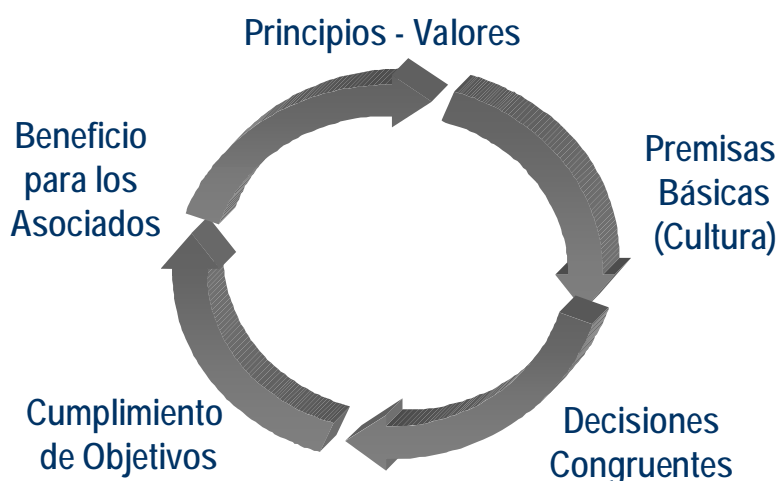 Principios - Valores
Premisas
Básicas
(Cultura)
Decisiones
Congruentes
Cumplimiento
de Objetivos
Beneficio
para los
Asociados